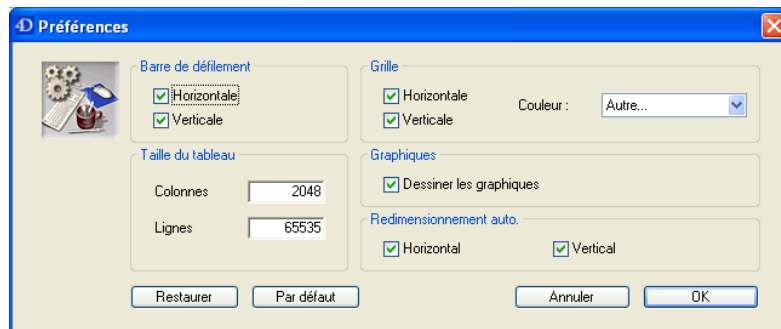 4D Préférences
Barre de défilement
Horizontale
Verticale
Grille
Horizontale
Verticale
Couleur :
Autre...
Taille du tableau
Colonnes 2048
Lignes 65535
Graphiques
Dessiner les graphiques
Redimensionnement auto.
Horizontal Vertical
Restaurer Par défaut Annuler OK